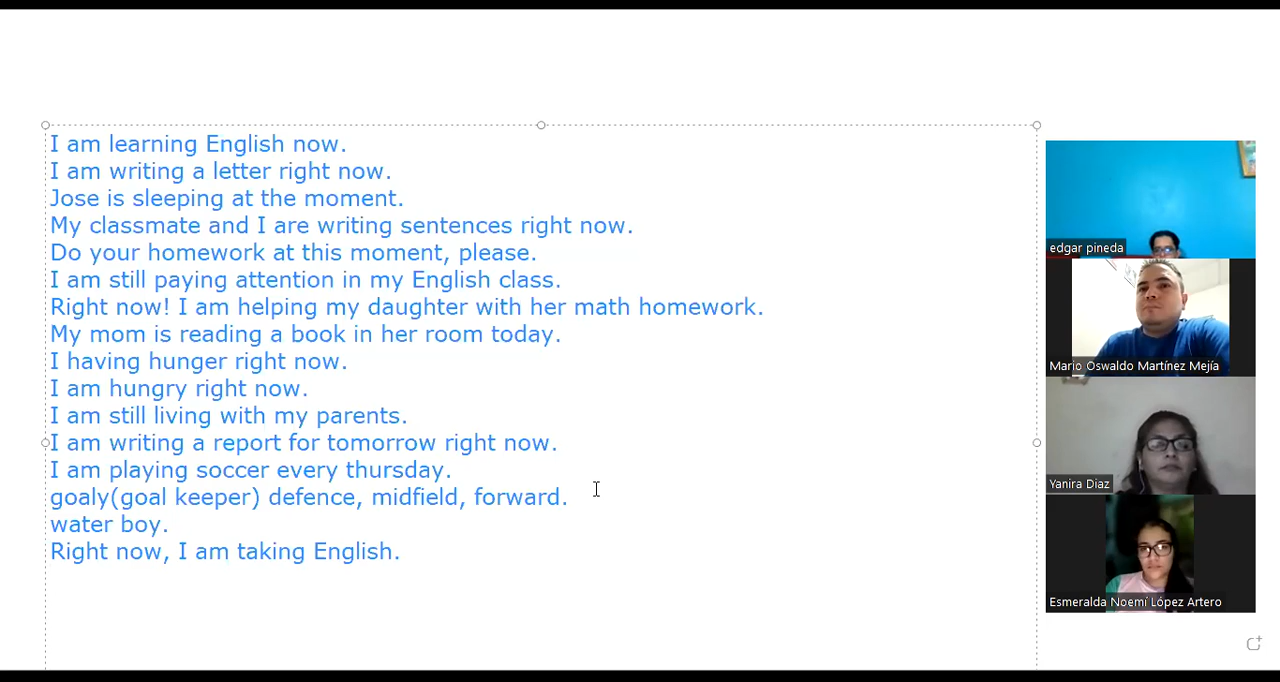 I am learning English now.
I am writing a letter right now.
Jose is sleeping at the moment.
My classmate and I are writing sentences right now.
Do your homework at this moment, please.
I am still paying attention in my English class.
Right now! I am helping my daughter with her math homework.
My mom is reading a book in her room today.
I having hunger right now.
I am hungry right now.
I am still living with my parents.
I am writing a report for tomorrow right now.
I am playing soccer every thursday.
goaly(goal keeper) defence, midfield, forward.
water boy.
Right now, I am taking English.
edgar pineda
Mario Oswaldo Martínez Mejía
Yanira Diaz
Esmeralda Noemí López Artero